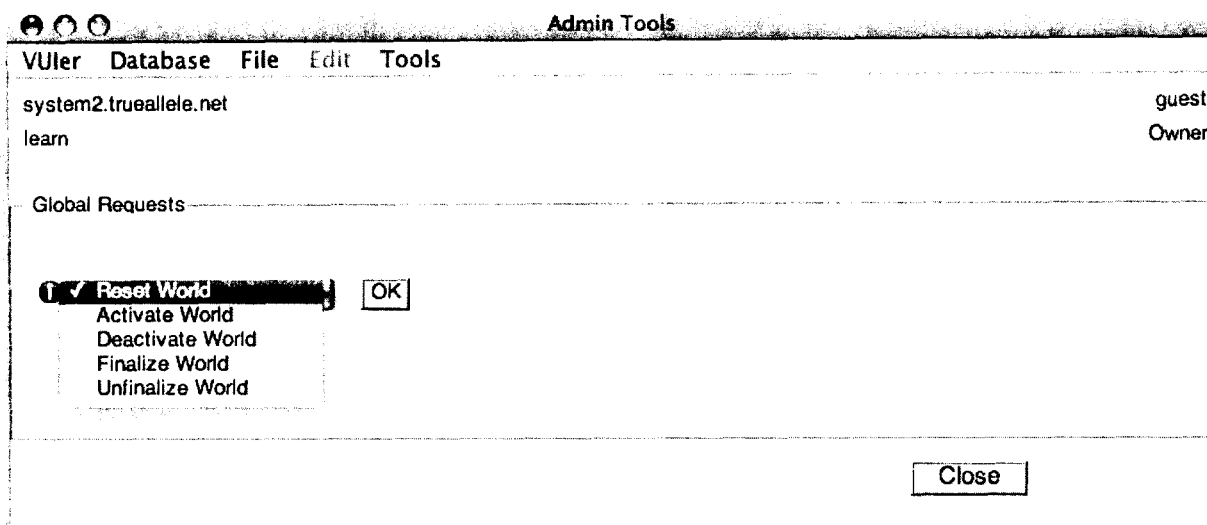 Admin Tools
VUler Database File Edit Tools
system2.trueallele.net guest
learn Owner
Global Requests
✓ Reset World OK
Activate World
Deactivate World
Finalize World
Unfinalize World
Close